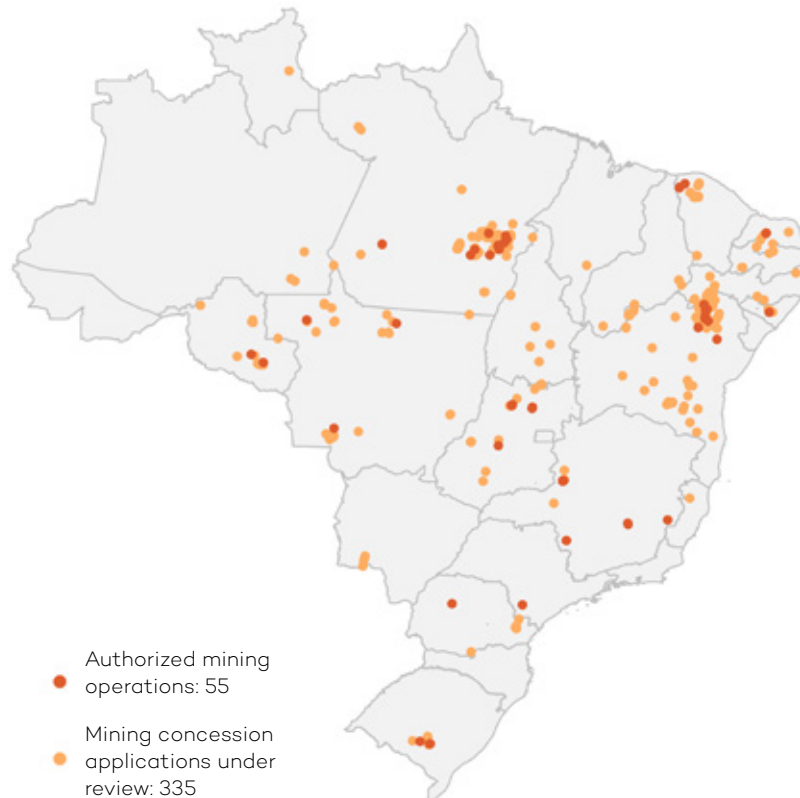 Authorized mining
operations: 55
Mining concession
applications under
review: 335